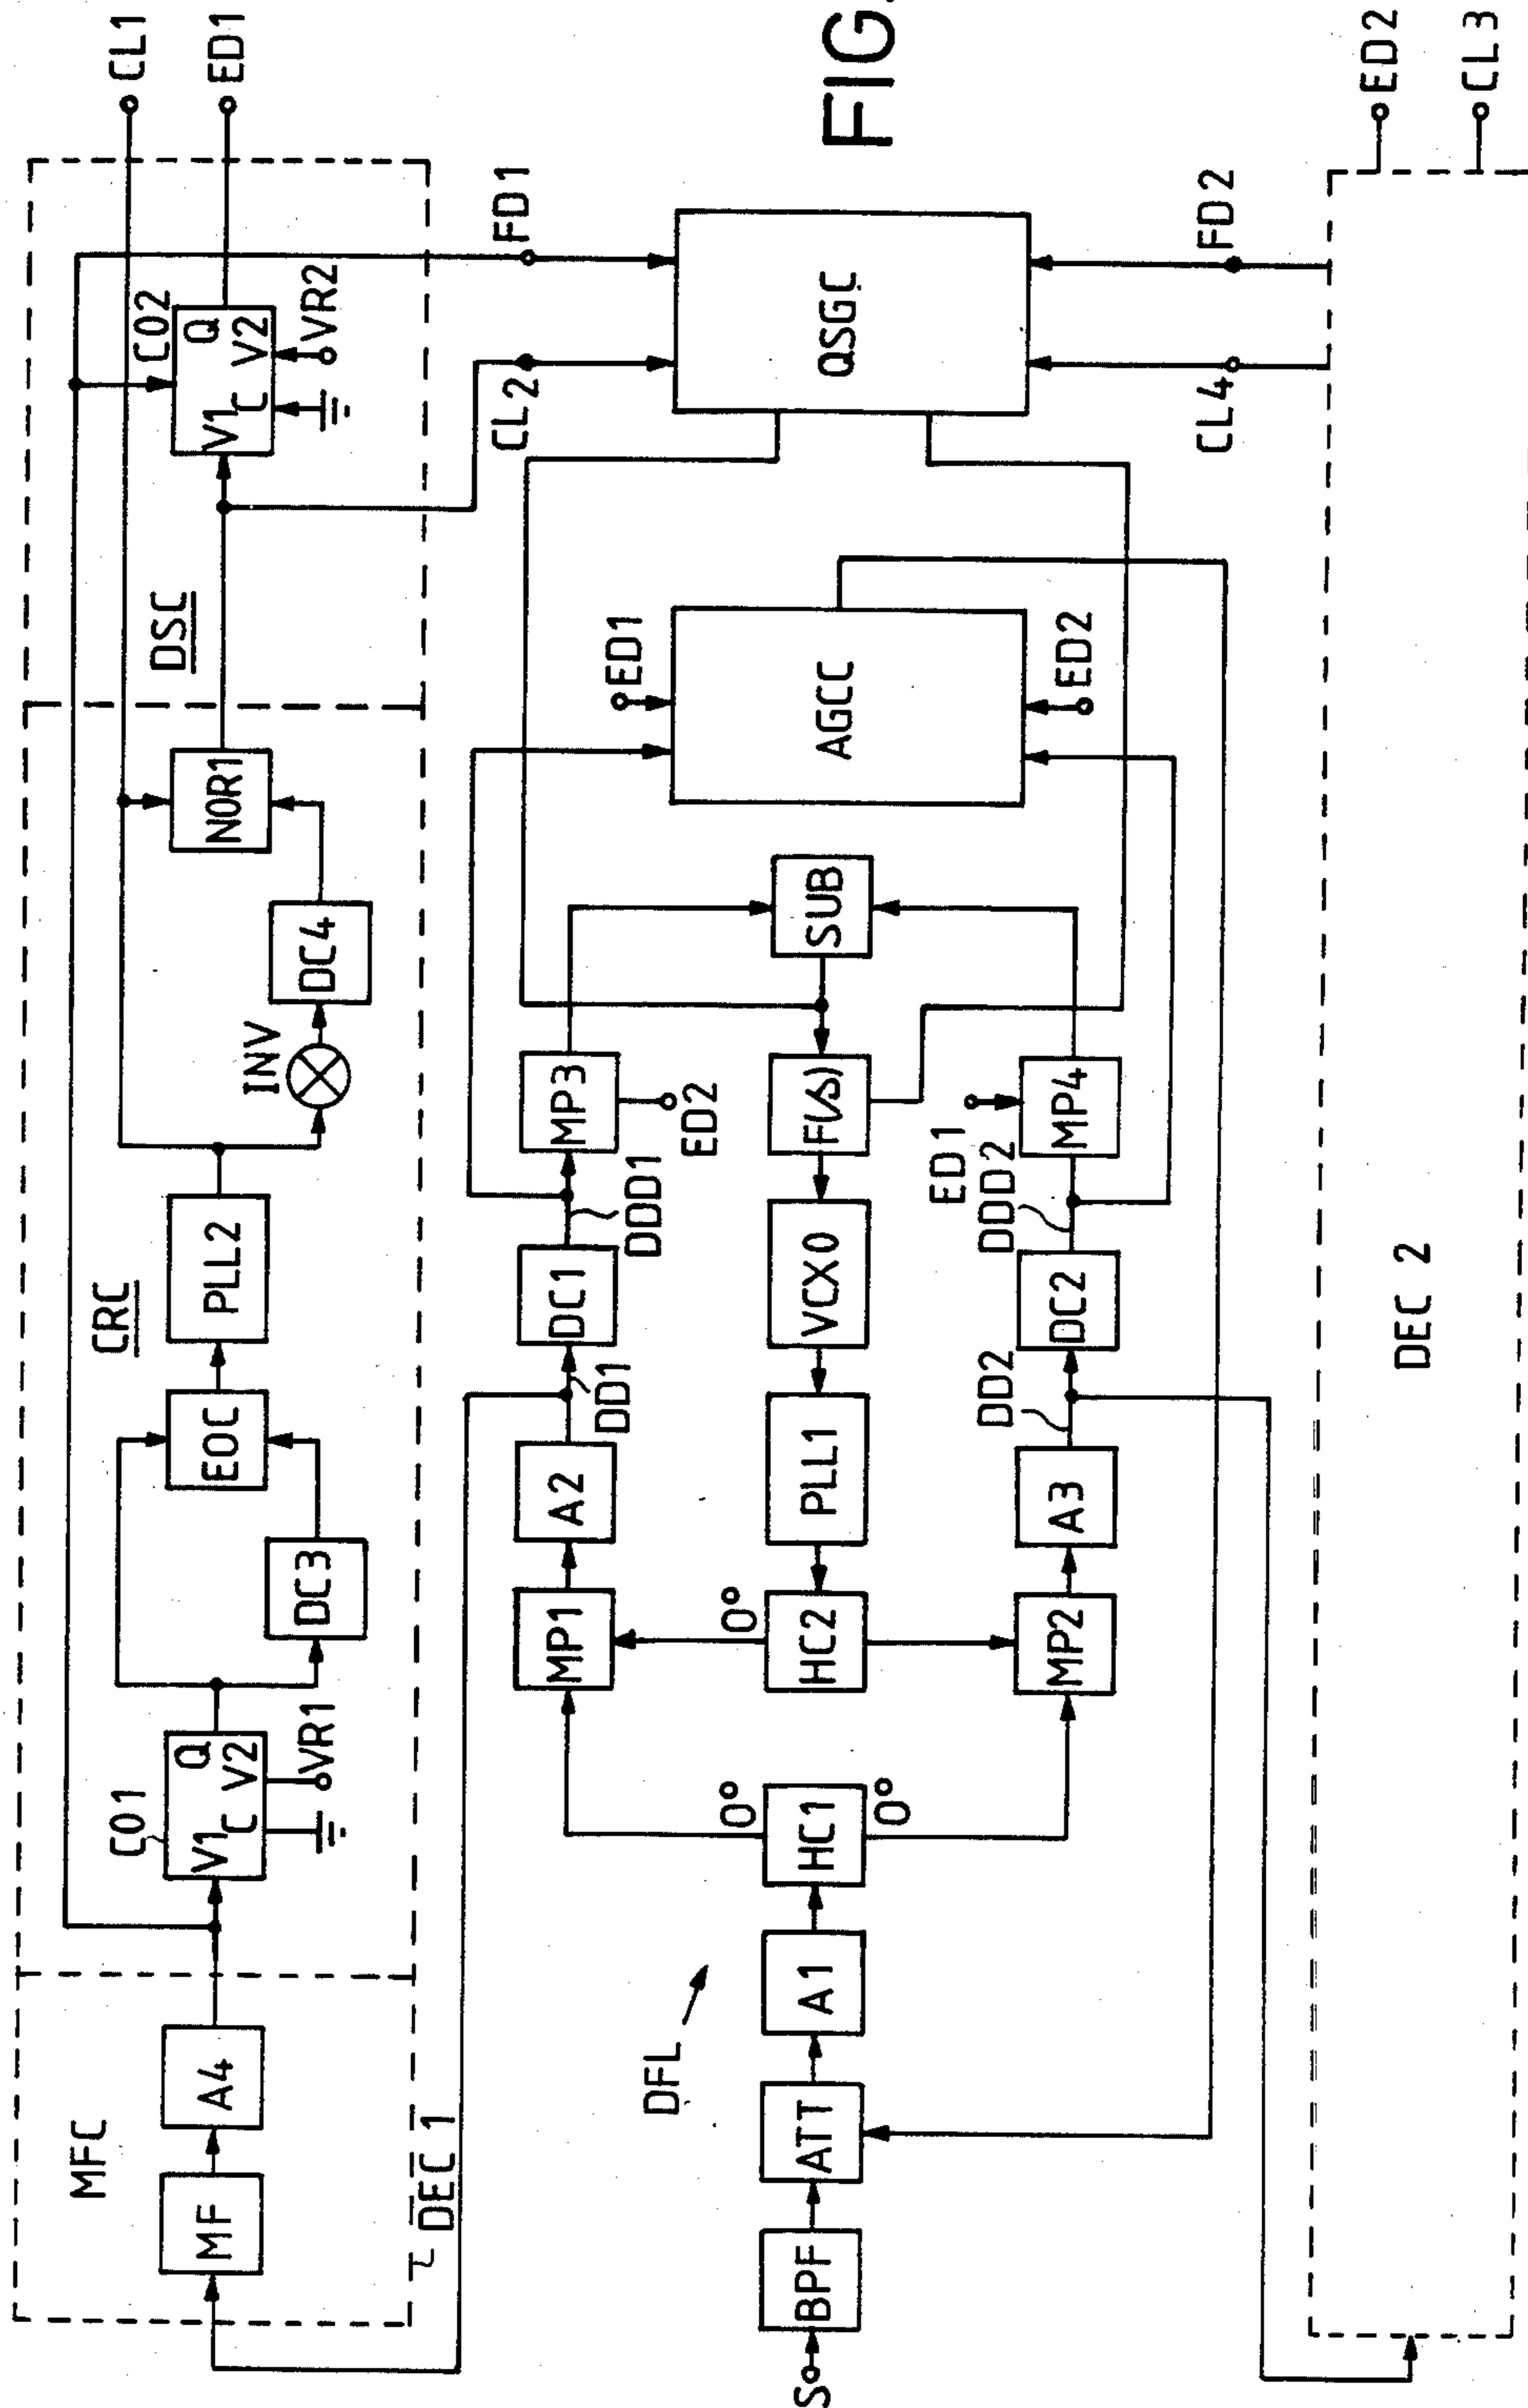 CL1
ED1
CO2
V1
Q
C
V2
VR2
DSC
NOR1
DC4
INV
PLL2
CRC
EOC
DC3
CO1
V1
Q
C
V2
VR1
A4
MF
MFC
DEC 1
FD1
CL2
FIG.
QSGC
ED1
AGCC
ED2
FD2
CL4
ED2
CL3
MP3
ED2
DDD1
DC1
DD1
A2
MP1
SUB
F(s)
VCXO
PLL1
0°
HC2
0°
HC1
0°
A1
DFL
ATT
BPF
S
ED1
MP4
DDD2
DC2
DD2
A3
MP2
DEC 2